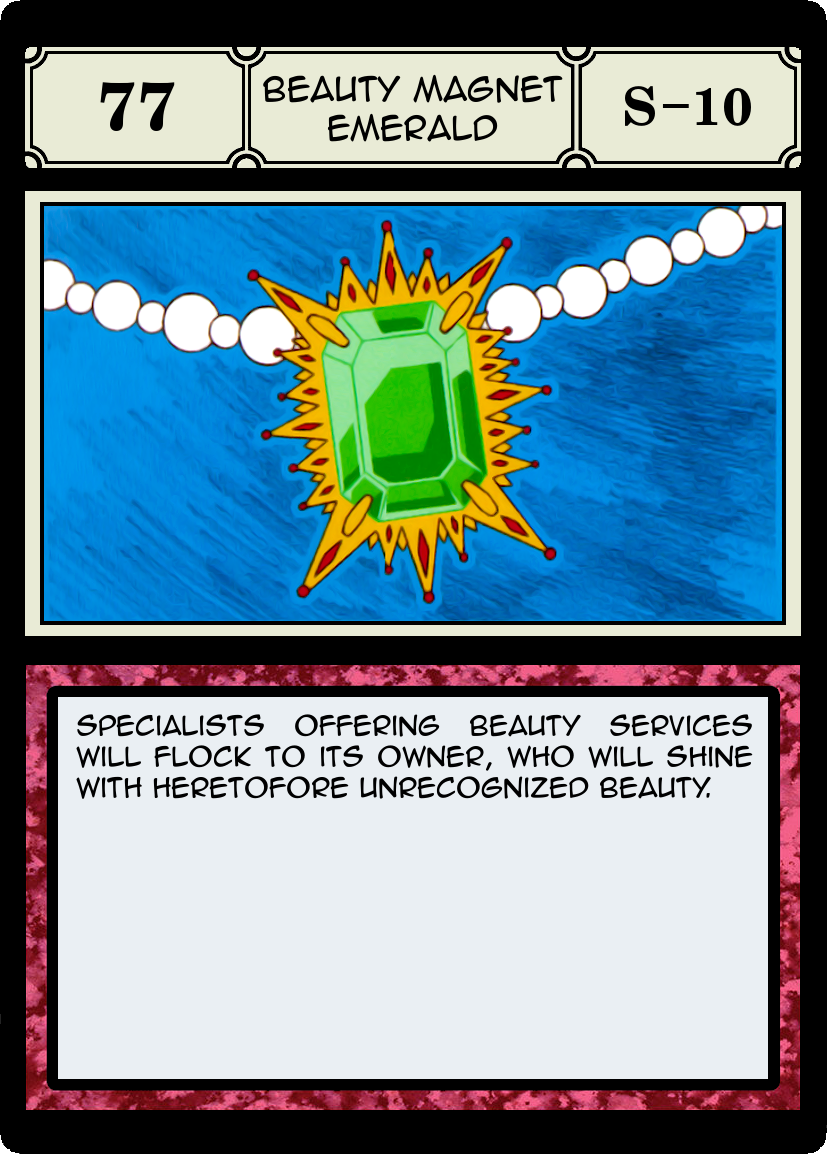 77
BEAUTY MAGNET
EMERALD
S-10
SPECIALISTS OFFERING BEAUTY SERVICES
WILL FLOCK TO ITS OWNER, WHO WILL SHINE
WITH HERETOFORE UNRECOGNIZED BEAUTY.